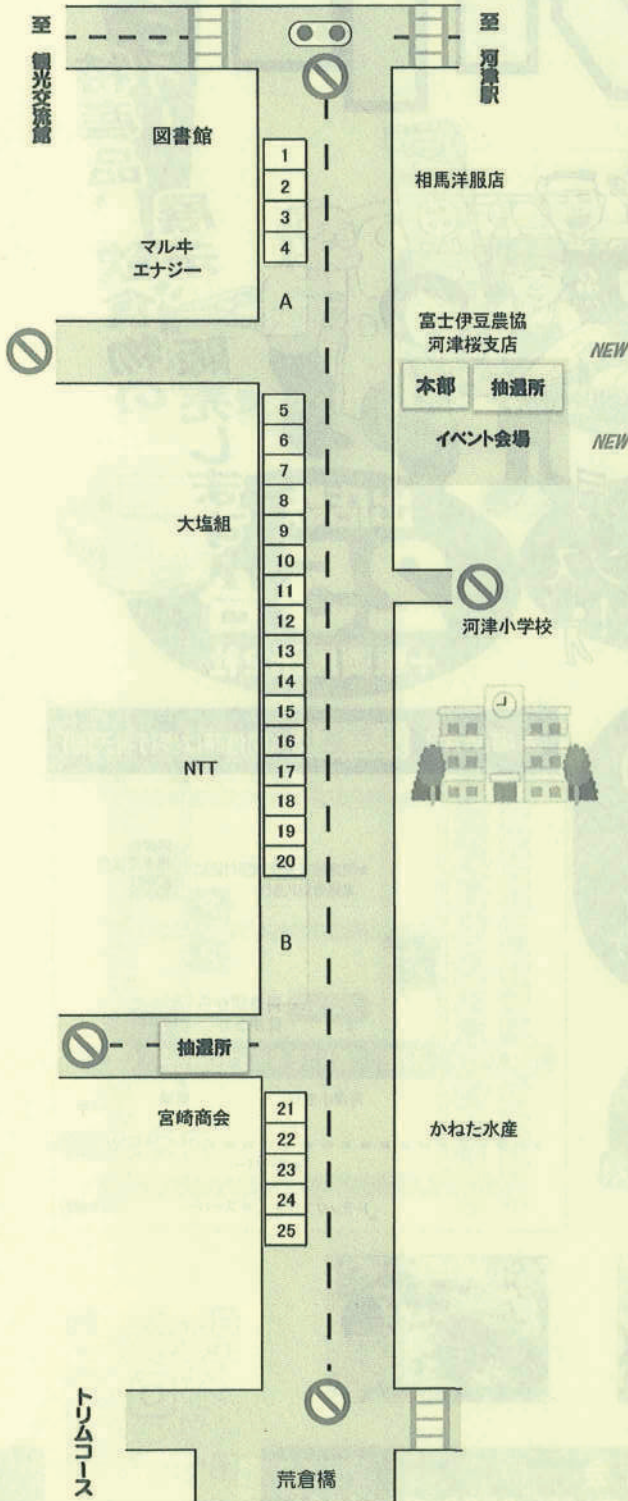 至 観光交流館
至 河津駅
図書館
1
2
3
4
相馬洋服店
マルヰ
エナジー
A
富士伊豆農協
河津桜支店
NEW
本部
抽選所
イベント会場
NEW
5
6
7
8
9
10
11
12
13
14
15
16
17
18
19
20
大塩組
河津小学校
NTT
B
抽選所
宮崎商会
21
22
23
24
25
かねた水産
トリムコース
荒倉橋